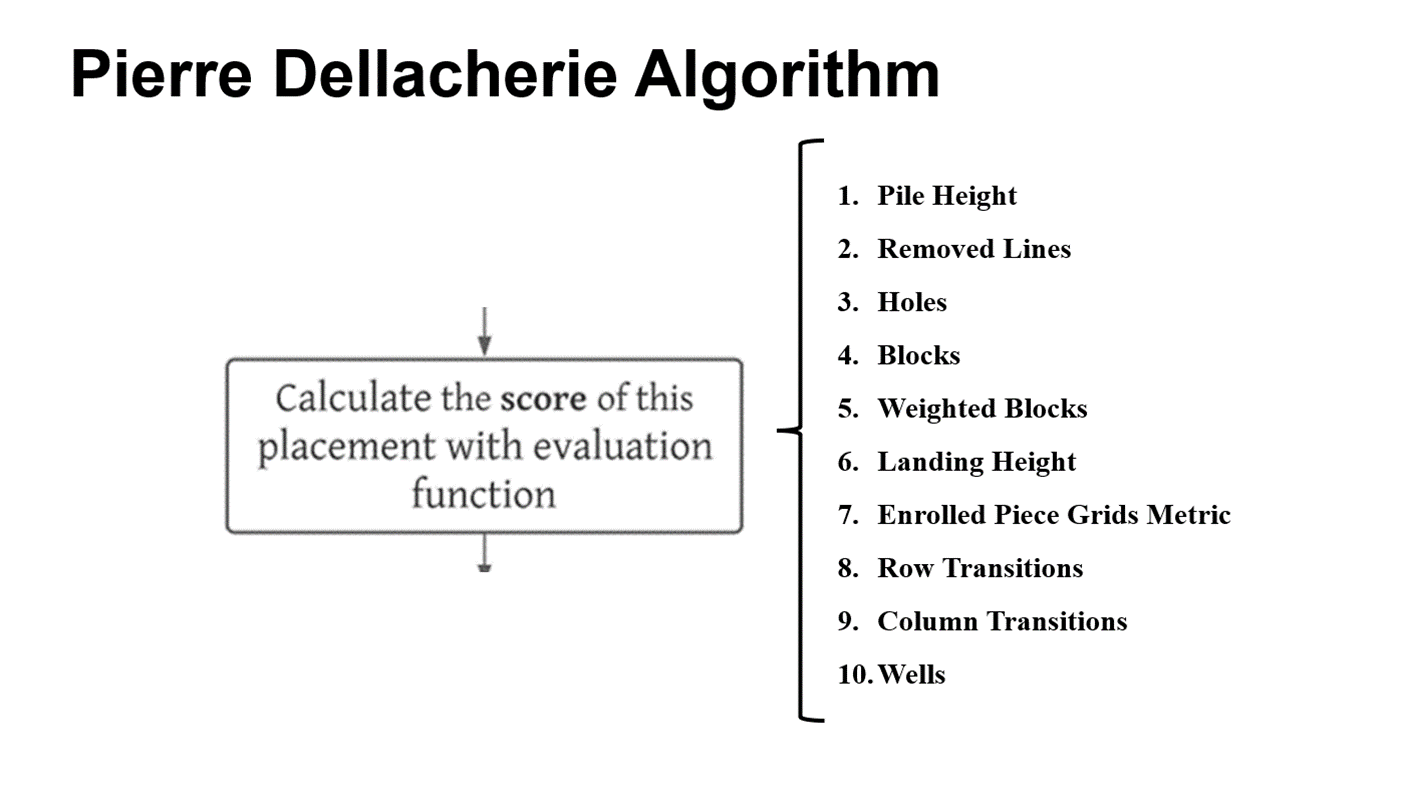 Pierre Dellacherie Algorithm
Calculate the score of this
placement with evaluation
function
1. Pile Height
2. Removed Lines
3. Holes
4. Blocks
5. Weighted Blocks
6. Landing Height
7. Enrolled Piece Grids Metric
8. Row Transitions
9. Column Transitions
10. Wells